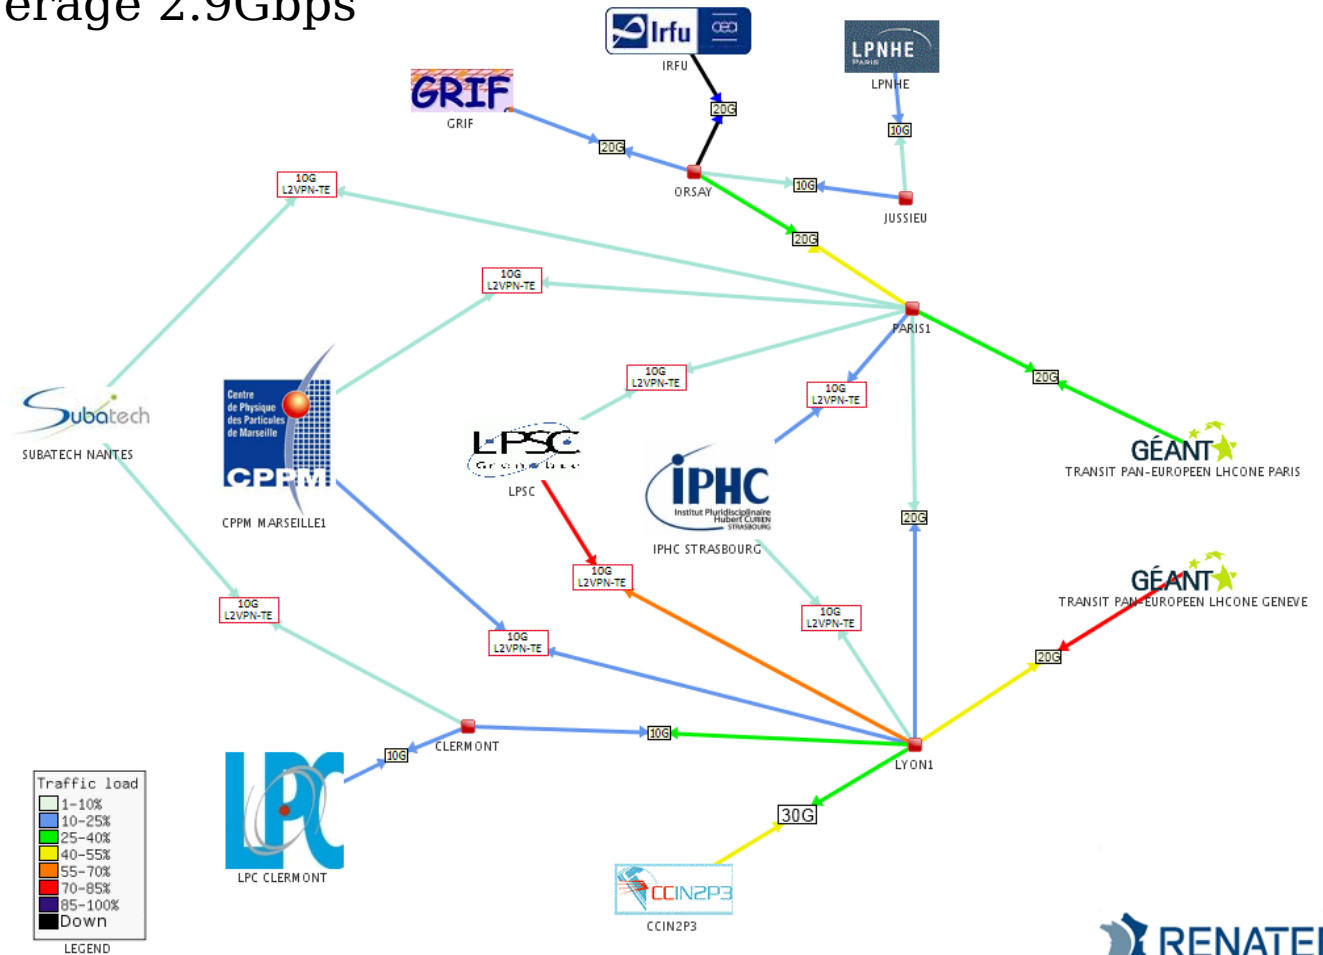 erage 2.9Gbps
Irfu
cea
IRFU
LPNHE
PARIS
LPNHE
GRIF
GRIF
20G
10G
20G
10G
L2VPN-TE
ORSAY
10G
JUSSIEU
20G
10G
L2VPN-TE
PARIS1
10G
L2VPN-TE
20G
10G
L2VPN-TE
Subatech
SUBATECH NANTES
Centre
de Physique
des Particules
de Marseille
CPPM
CPPM MARSEILLE1
LPSC
Grenoble
LPSC
IPHC
Institut Pluridisciplinaire
Hubert CURIEN
STRASBOURG
IPHC STRASBOURG
GÉANT
TRANSIT PAN-EUROPEEN LHCONE PARIS
20G
10G
L2VPN-TE
GÉANT
TRANSIT PAN-EUROPEEN LHCONE GENEVE
10G
L2VPN-TE
10G
L2VPN-TE
10G
L2VPN-TE
20G
10G
CLERMONT
10G
LYON1
LPC
LPC CLERMONT
30G
CCIN2P3
CCIN2P3
Traffic load
1-10%
10-25%
25-40%
40-55%
55-70%
70-85%
85-100%
Down
LEGEND
RENATER